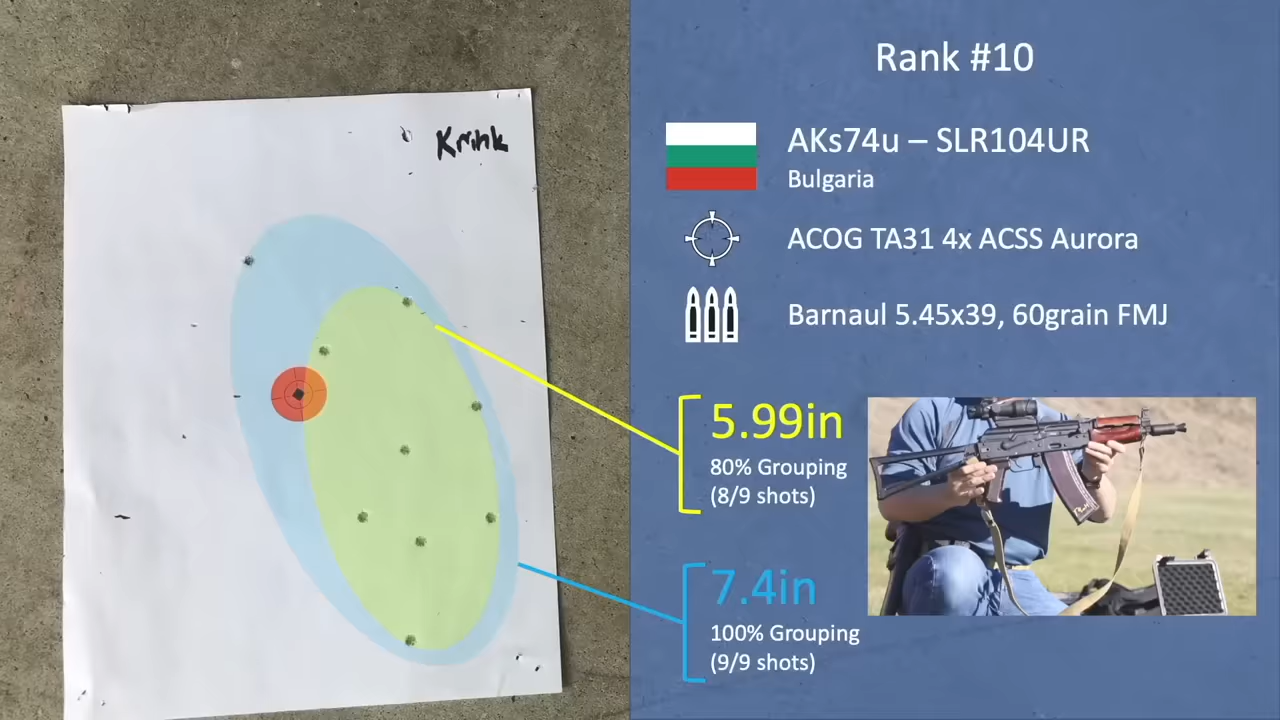 Krink
Rank #10
AKs74u – SLR104UR
Bulgaria
ACOG TA31 4x ACSS Aurora
Barnaul 5.45x39, 60grain FMJ
5.99in
80% Grouping
(8/9 shots)
7.4in
100% Grouping
(9/9 shots)